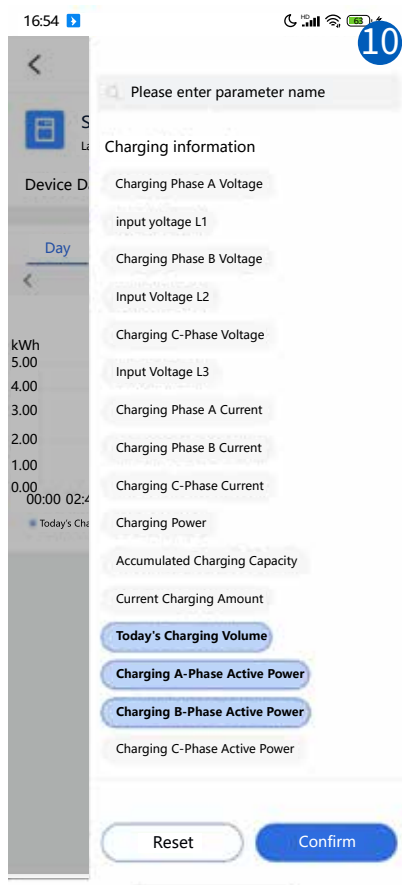 16:54
HD
63
10
Please enter parameter name
S
La
Charging information
Device D
Charging Phase A Voltage
input yoltage L1
Day
Charging Phase B Voltage
Input Voltage L2
Charging C-Phase Voltage
kWh
5.00
Input Voltage L3
4.00
3.00
Charging Phase A Current
2.00
Charging Phase B Current
1.00
0.00
Charging C-Phase Current
00:00 02:4
Today's Cha
Charging Power
Accumulated Charging Capacity
Current Charging Amount
Today's Charging Volume
Charging A-Phase Active Power
Charging B-Phase Active Power
Charging C-Phase Active Power
Reset
Confirm